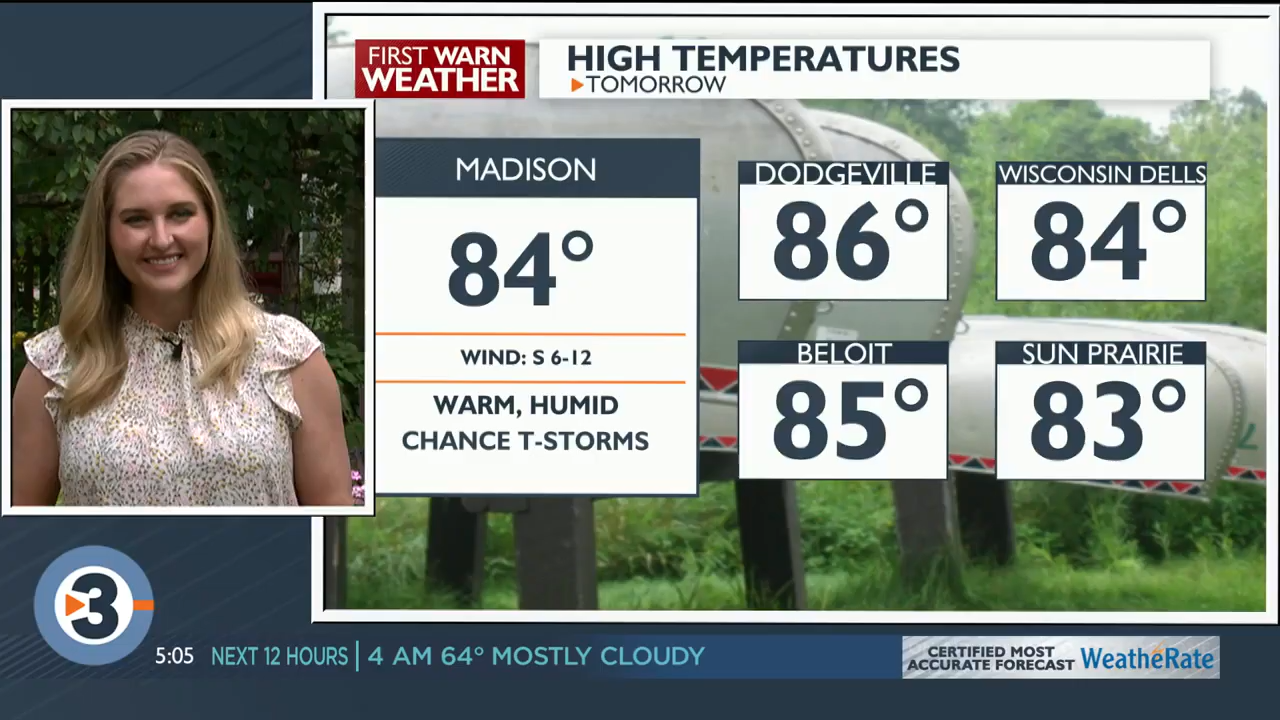 FIRST WARN
WEATHER
HIGH TEMPERATURES
TOMORROW
MADISON
84°
WIND: S 6-12
WARM, HUMID
CHANCE T-STORMS
DODGEVILLE
86°
WISCONSIN DELLS
84°
BELOIT
85°
SUN PRAIRIE
83°
3
5:05 NEXT 12 HOURS | 4 AM 64° MOSTLY CLOUDY
CERTIFIED MOST
ACCURATE FORECAST WeatheRate